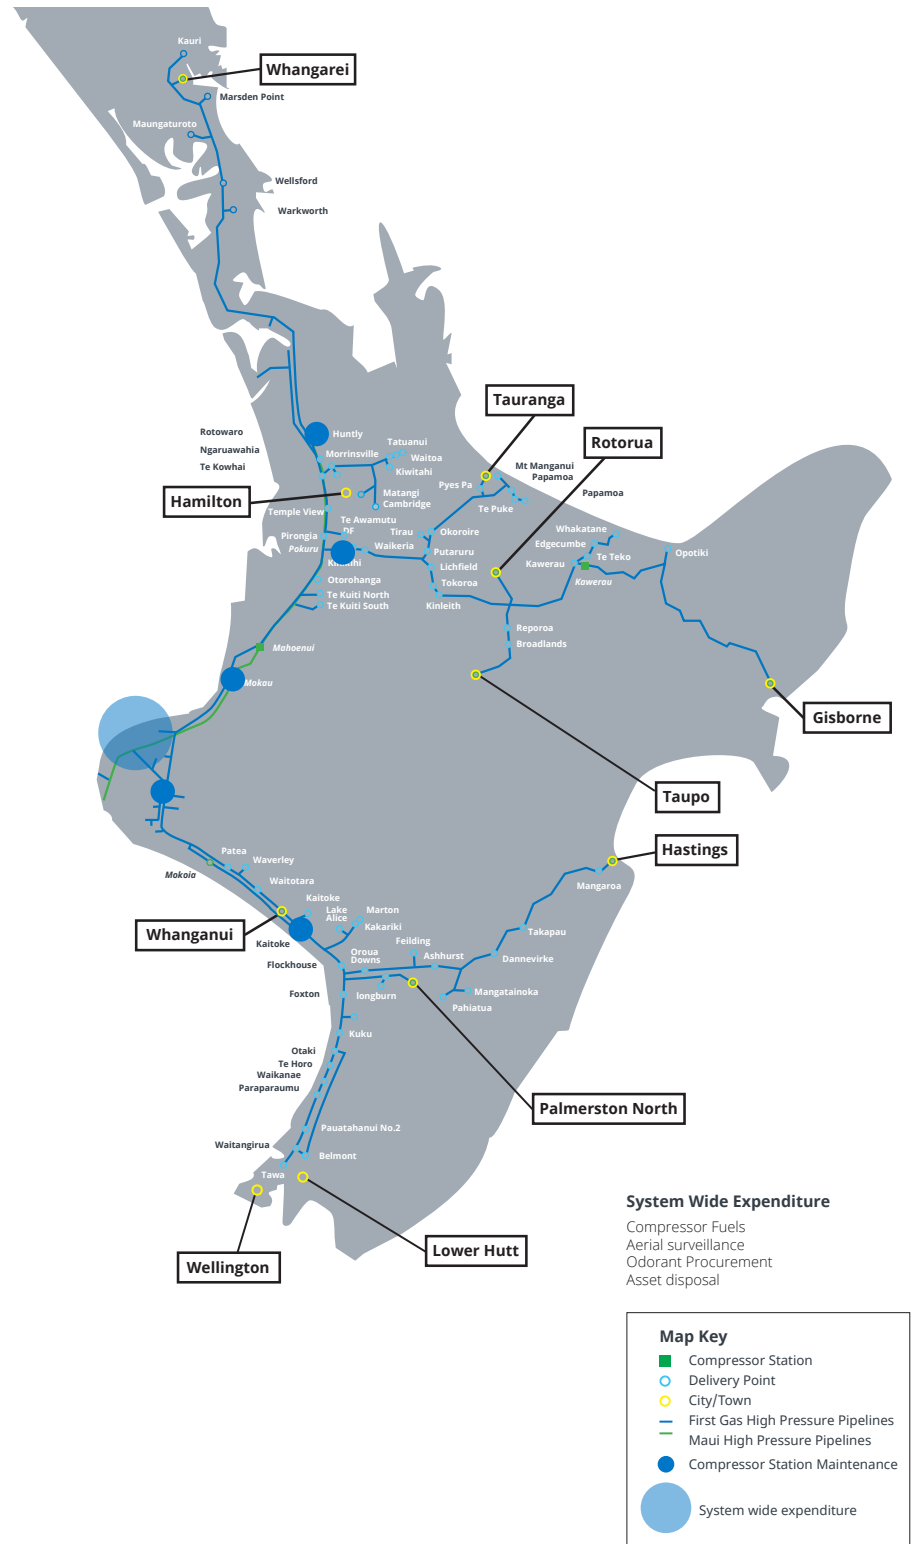 Kauri
Whangarei
Marsden Point
Maungaturoto
Wellsford
Warkworth
Tauranga
Rotorua
Rotowaro
Huntly
Ngaruawahia
Morrinsville
Tatuanui
Waitoa
Te Kowhai
Kiwitahi
Mt Manganui
Papamoa
Hamilton
Matangi
Cambridge
Pyes Pa
Papamoa
Te Puke
Temple View
Te Awamutu
DF
Pirongia
Tirau
Okoroire
Whakatane
Edgecumbe
Te Teko
Opotiki
Pokuru
Waikeria
Putaruru
Kawerau
Lichfield
Kawerau
Otorohanga
Tokoroa
Te Kuiti North
Te Kuiti South
Kinleith
Reporoa
Broadlands
Mahoenui
Mokau
Gisborne
Taupo
Hastings
Patea
Waverley
Mokoia
Waitotara
Mangaroa
Kaitoke
Lake
Alice
Marton
Kakariki
Whanganui
Takapau
Kaitoke
Feilding
Oroua
Downs
Ashhurst
Dannevirke
Flockhouse
Foxton
longburn
Mangatainoka
Pahiatua
Kuku
Otaki
Te Horo
Waikanae
Paraparaumu
Palmerston North
Pauatahanui No.2
Waitangirua
Belmont
Tawa
Lower Hutt
Wellington
System Wide Expenditure
Compressor Fuels
Aerial surveillance
Odorant Procurement
Asset disposal
Map Key
Compressor Station
Delivery Point
City/Town
First Gas High Pressure Pipelines
Maui High Pressure Pipelines
Compressor Station Maintenance
System wide expenditure